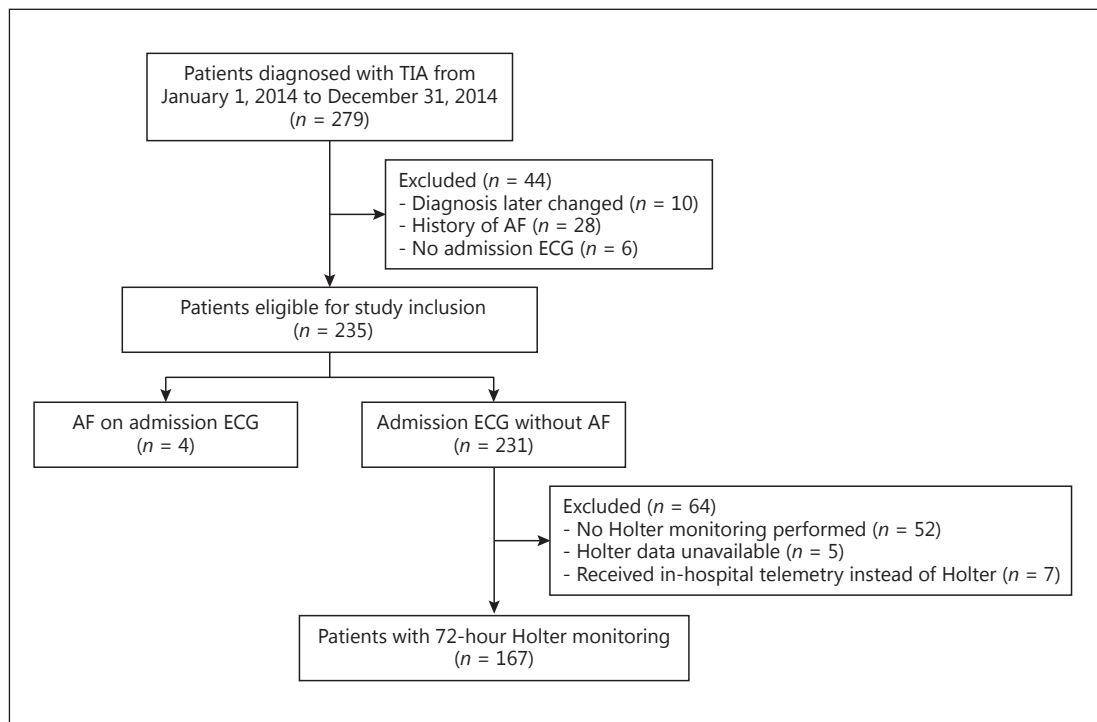 Patients diagnosed with TIA from
January 1, 2014 to December 31, 2014
(n = 279)
Excluded (n = 44)
- Diagnosis later changed (n = 10)
- History of AF (n = 28)
- No admission ECG (n = 6)
Patients eligible for study inclusion
(n = 235)
AF on admission ECG
(n = 4)
Admission ECG without AF
(n = 231)
Excluded (n = 64)
- No Holter monitoring performed (n = 52)
- Holter data unavailable (n = 5)
- Received in-hospital telemetry instead of Holter (n = 7)
Patients with 72-hour Holter monitoring
(n = 167)